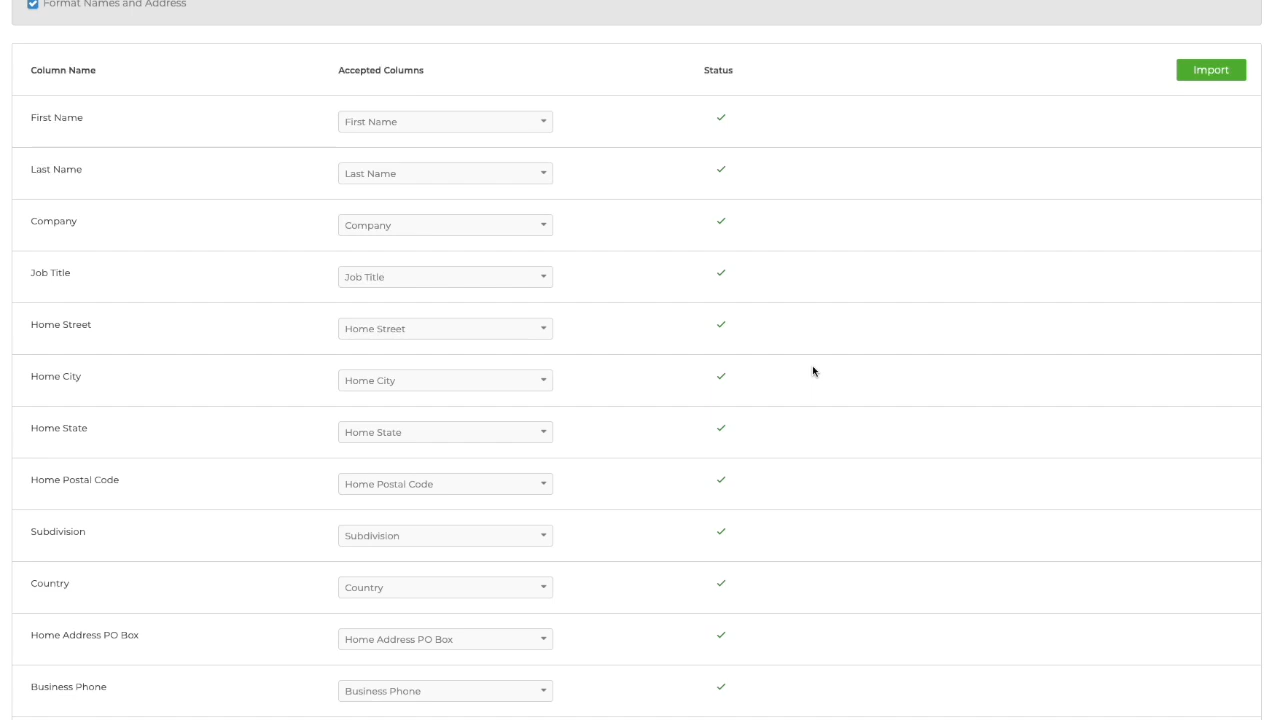 Format Names and Address
Column Name Accepted Columns Status Import
First Name First Name
Last Name Last Name
Company Company
Job Title Job Title
Home Street Home Street
Home City Home City
Home State Home State
Home Postal Code Home Postal Code
Subdivision Subdivision
Country Country
Home Address PO Box Home Address PO Box
Business Phone Business Phone